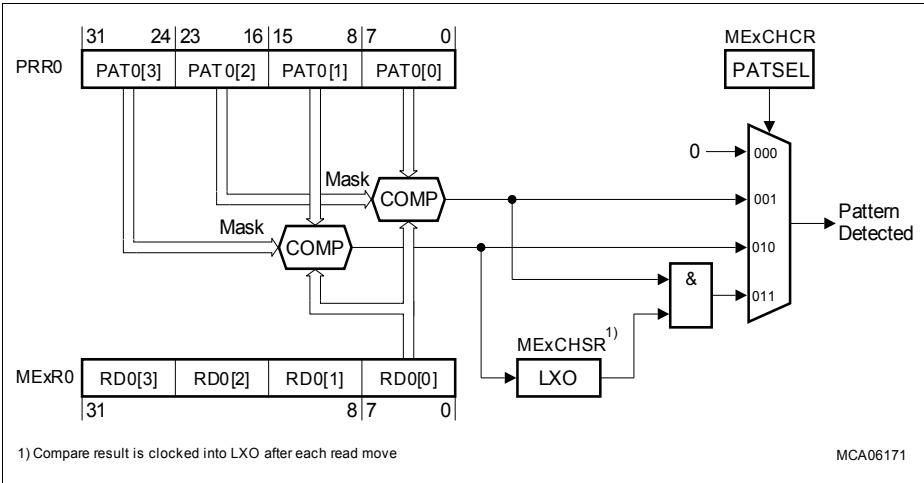 31 24 23 16 15 8 7 0
MExCHCR
PRR0 PAT0[3] PAT0[2] PAT0[1] PAT0[0] PATSEL
0 000
Mask COMP 001 Pattern
Mask COMP 010 Detected
& 011
MExCHSR 1)
MExR0 RD0[3] RD0[2] RD0[1] RD0[0] LXO
31 8 7 0
1) Compare result is clocked into LXO after each read move MCA06171